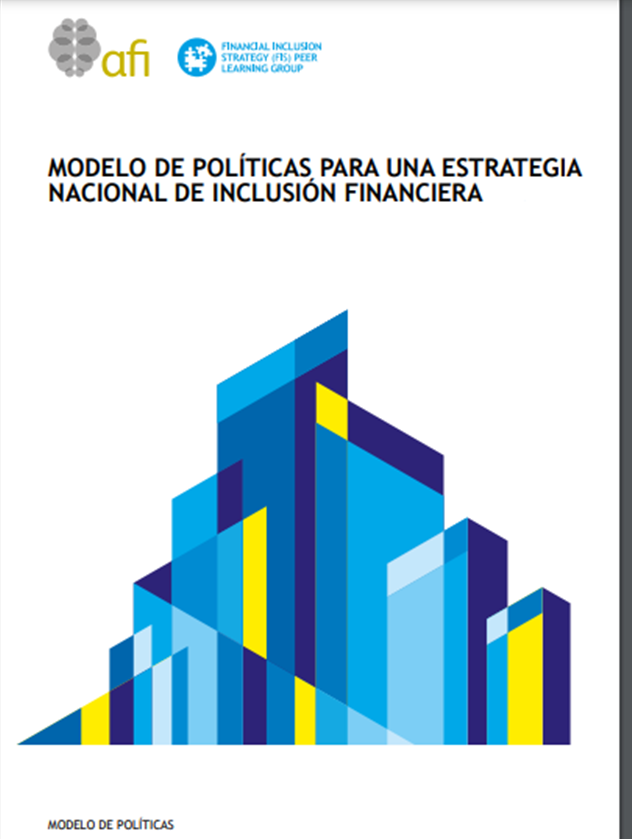 afi
FINANCIAL INCLUSION
STRATEGY (FIS) PEER
LEARNING GROUP
MODELO DE POLÍTICAS PARA UNA ESTRATEGIA
NACIONAL DE INCLUSIÓN FINANCIERA
MODELO DE POLÍTICAS